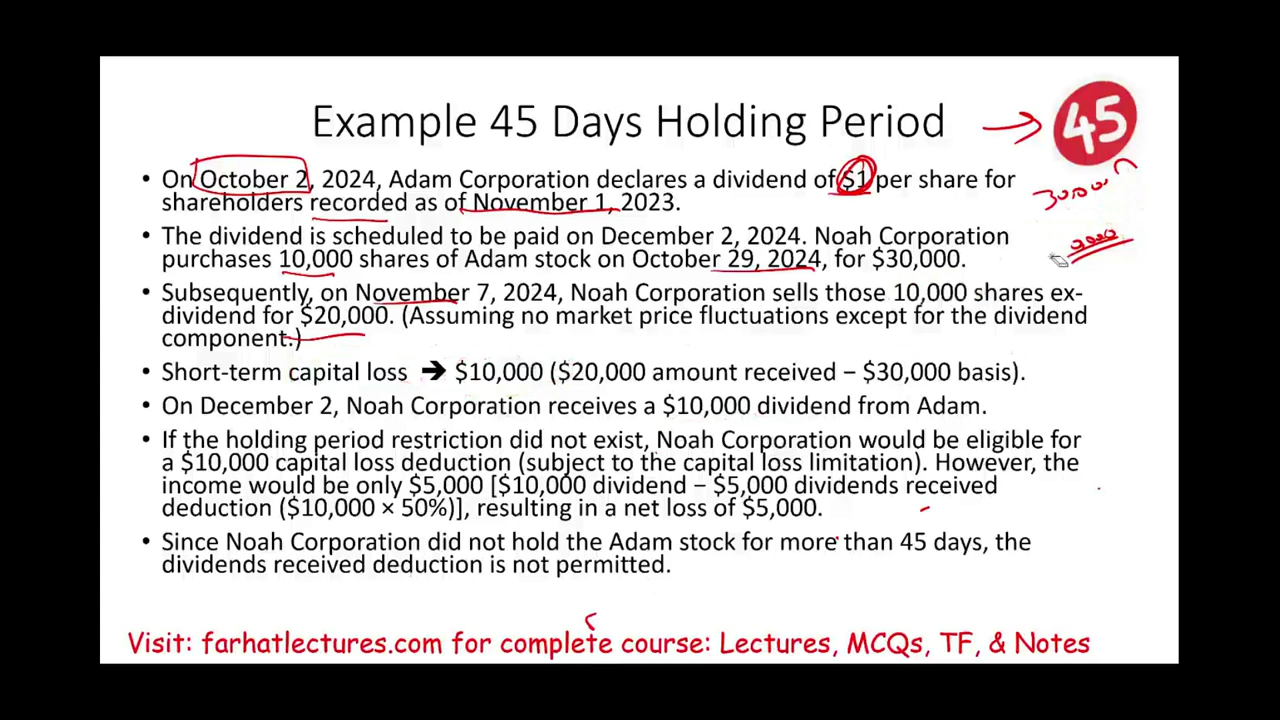 Example 45 Days Holding Period
45
• On October 2, 2024, Adam Corporation declares a dividend of $1 per share for
shareholders recorded as of November 1, 2023.
• The dividend is scheduled to be paid on December 2, 2024. Noah Corporation
purchases 10,000 shares of Adam stock on October 29, 2024, for $30,000.
• Subsequently, on November 7, 2024, Noah Corporation sells those 10,000 shares ex-
dividend for $20,000. (Assuming no market price fluctuations except for the dividend
component.)
• Short-term capital loss ➔ $10,000 ($20,000 amount received − $30,000 basis).
• On December 2, Noah Corporation receives a $10,000 dividend from Adam.
• If the holding period restriction did not exist, Noah Corporation would be eligible for
a $10,000 capital loss deduction (subject to the capital loss limitation). However, the
income would be only $5,000 [$10,000 dividend − $5,000 dividends received
deduction ($10,000 × 50%)], resulting in a net loss of $5,000.
• Since Noah Corporation did not hold the Adam stock for more than 45 days, the
dividends received deduction is not permitted.
Visit: farhatlectures.com for complete course: Lectures, MCQs, TF, & Notes